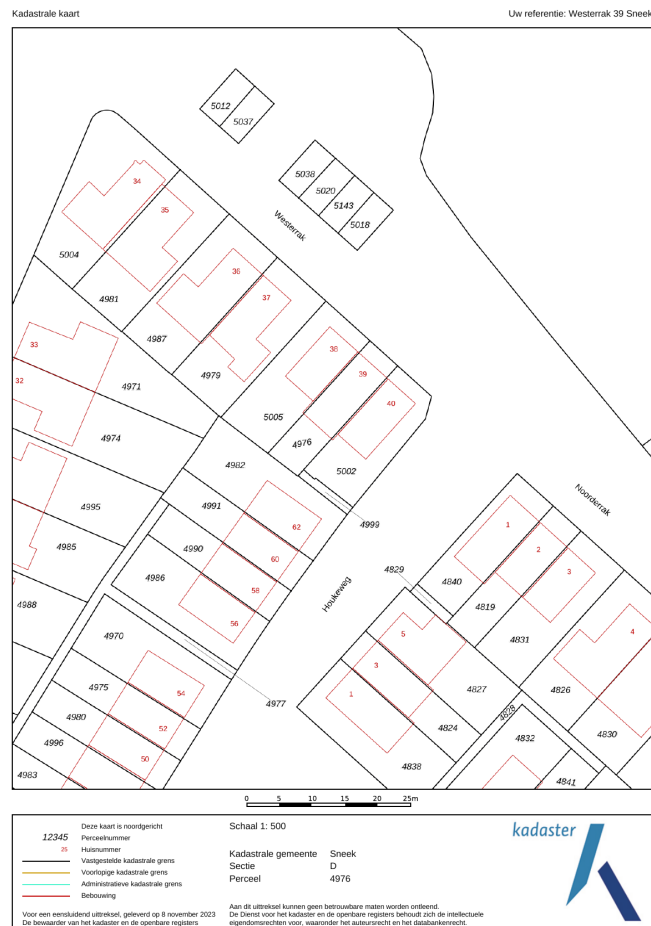 Kadastrale kaart
Uw referentie: Westerrak 39 Sneek
5012
5037
5038
5020
5143
5018
Westerrak
34
35
5004
4981
36
37
4987
4979
33
32
4971
38
39
40
5005
4976
5002
4974
4982
4995
4991
62
4999
4985
4990
60
4986
58
56
4988
Houkeweg
4829
Noorderrak
1
2
3
4840
4819
4831
4
4970
5
3
1
4827
4826
4828
4830
4975
54
4977
4980
52
4824
4832
4996
50
4838
4841
4983
0 5 10 15 20 25m
Deze kaart is noordgericht
12345 Perceelnummer
25 Huisnummer
Vastgestelde kadastrale grens
Voorlopige kadastrale grens
Administratieve kadastrale grens
Bebouwing
Voor een eensluidend uittreksel, geleverd op 8 november 2023
De bewaarder van het kadaster en de openbare registers
Schaal 1: 500
Kadastrale gemeente Sneek
Sectie D
Perceel 4976
Aan dit uittreksel kunnen geen betrouwbare maten worden ontleend.
De Dienst voor het kadaster en de openbare registers behoudt zich de intellectuele
eigendomsrechten voor, waaronder het auteursrecht en het databankenrecht.
kadaster